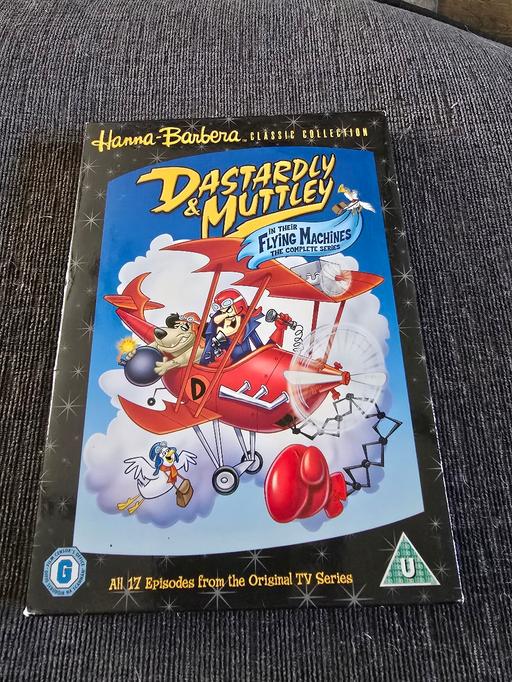 Hanna-Barbera CLASSIC COLLECTION
DASTARDLY
& MUTTLEY
IN THEIR
FLYING MACHINES
THE COMPLETE SERIES
D
G
All 17 Episodes from the Original TV Series
U